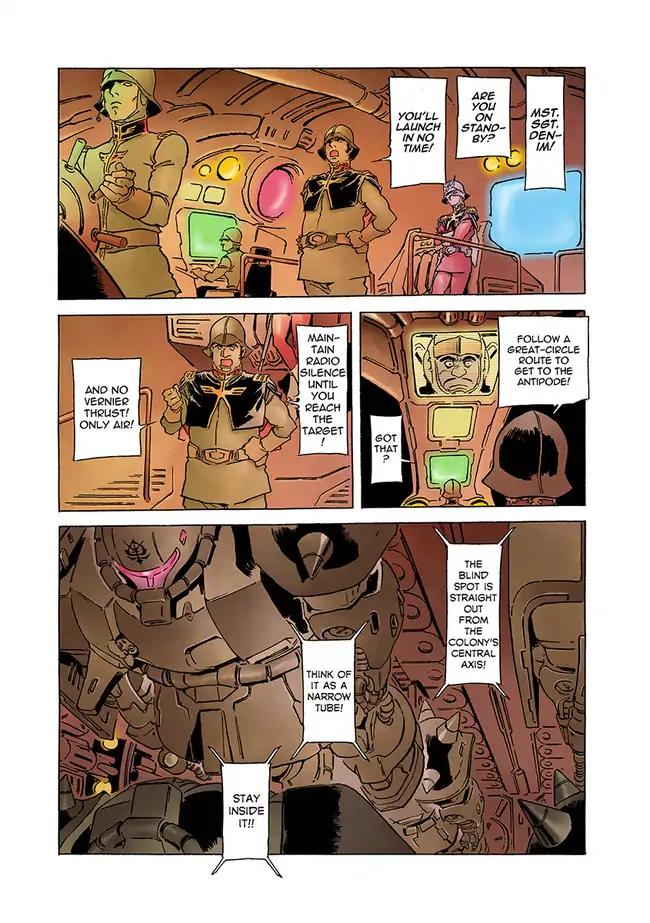 MST.
SGT.
DEN-
IM!
ARE
YOU
ON
STAND-
BY?
YOU'LL
LAUNCH
IN NO
TIME!
FOLLOW A
GREAT-CIRCLE
ROUTE TO
GET TO THE
ANTIPODE!
GOT
THAT
?
MAIN-
TAIN
RADIO
SILENCE
UNTIL
YOU
REACH
THE
TARGET
!
AND NO
VERNIER
THRUST!
ONLY AIR!
THE
BLIND
SPOT IS
STRAIGHT
OUT
FROM
THE
COLONY'S
CENTRAL
AXIS!
THINK OF
IT AS A
NARROW
TUBE!
STAY
INSIDE
IT!!